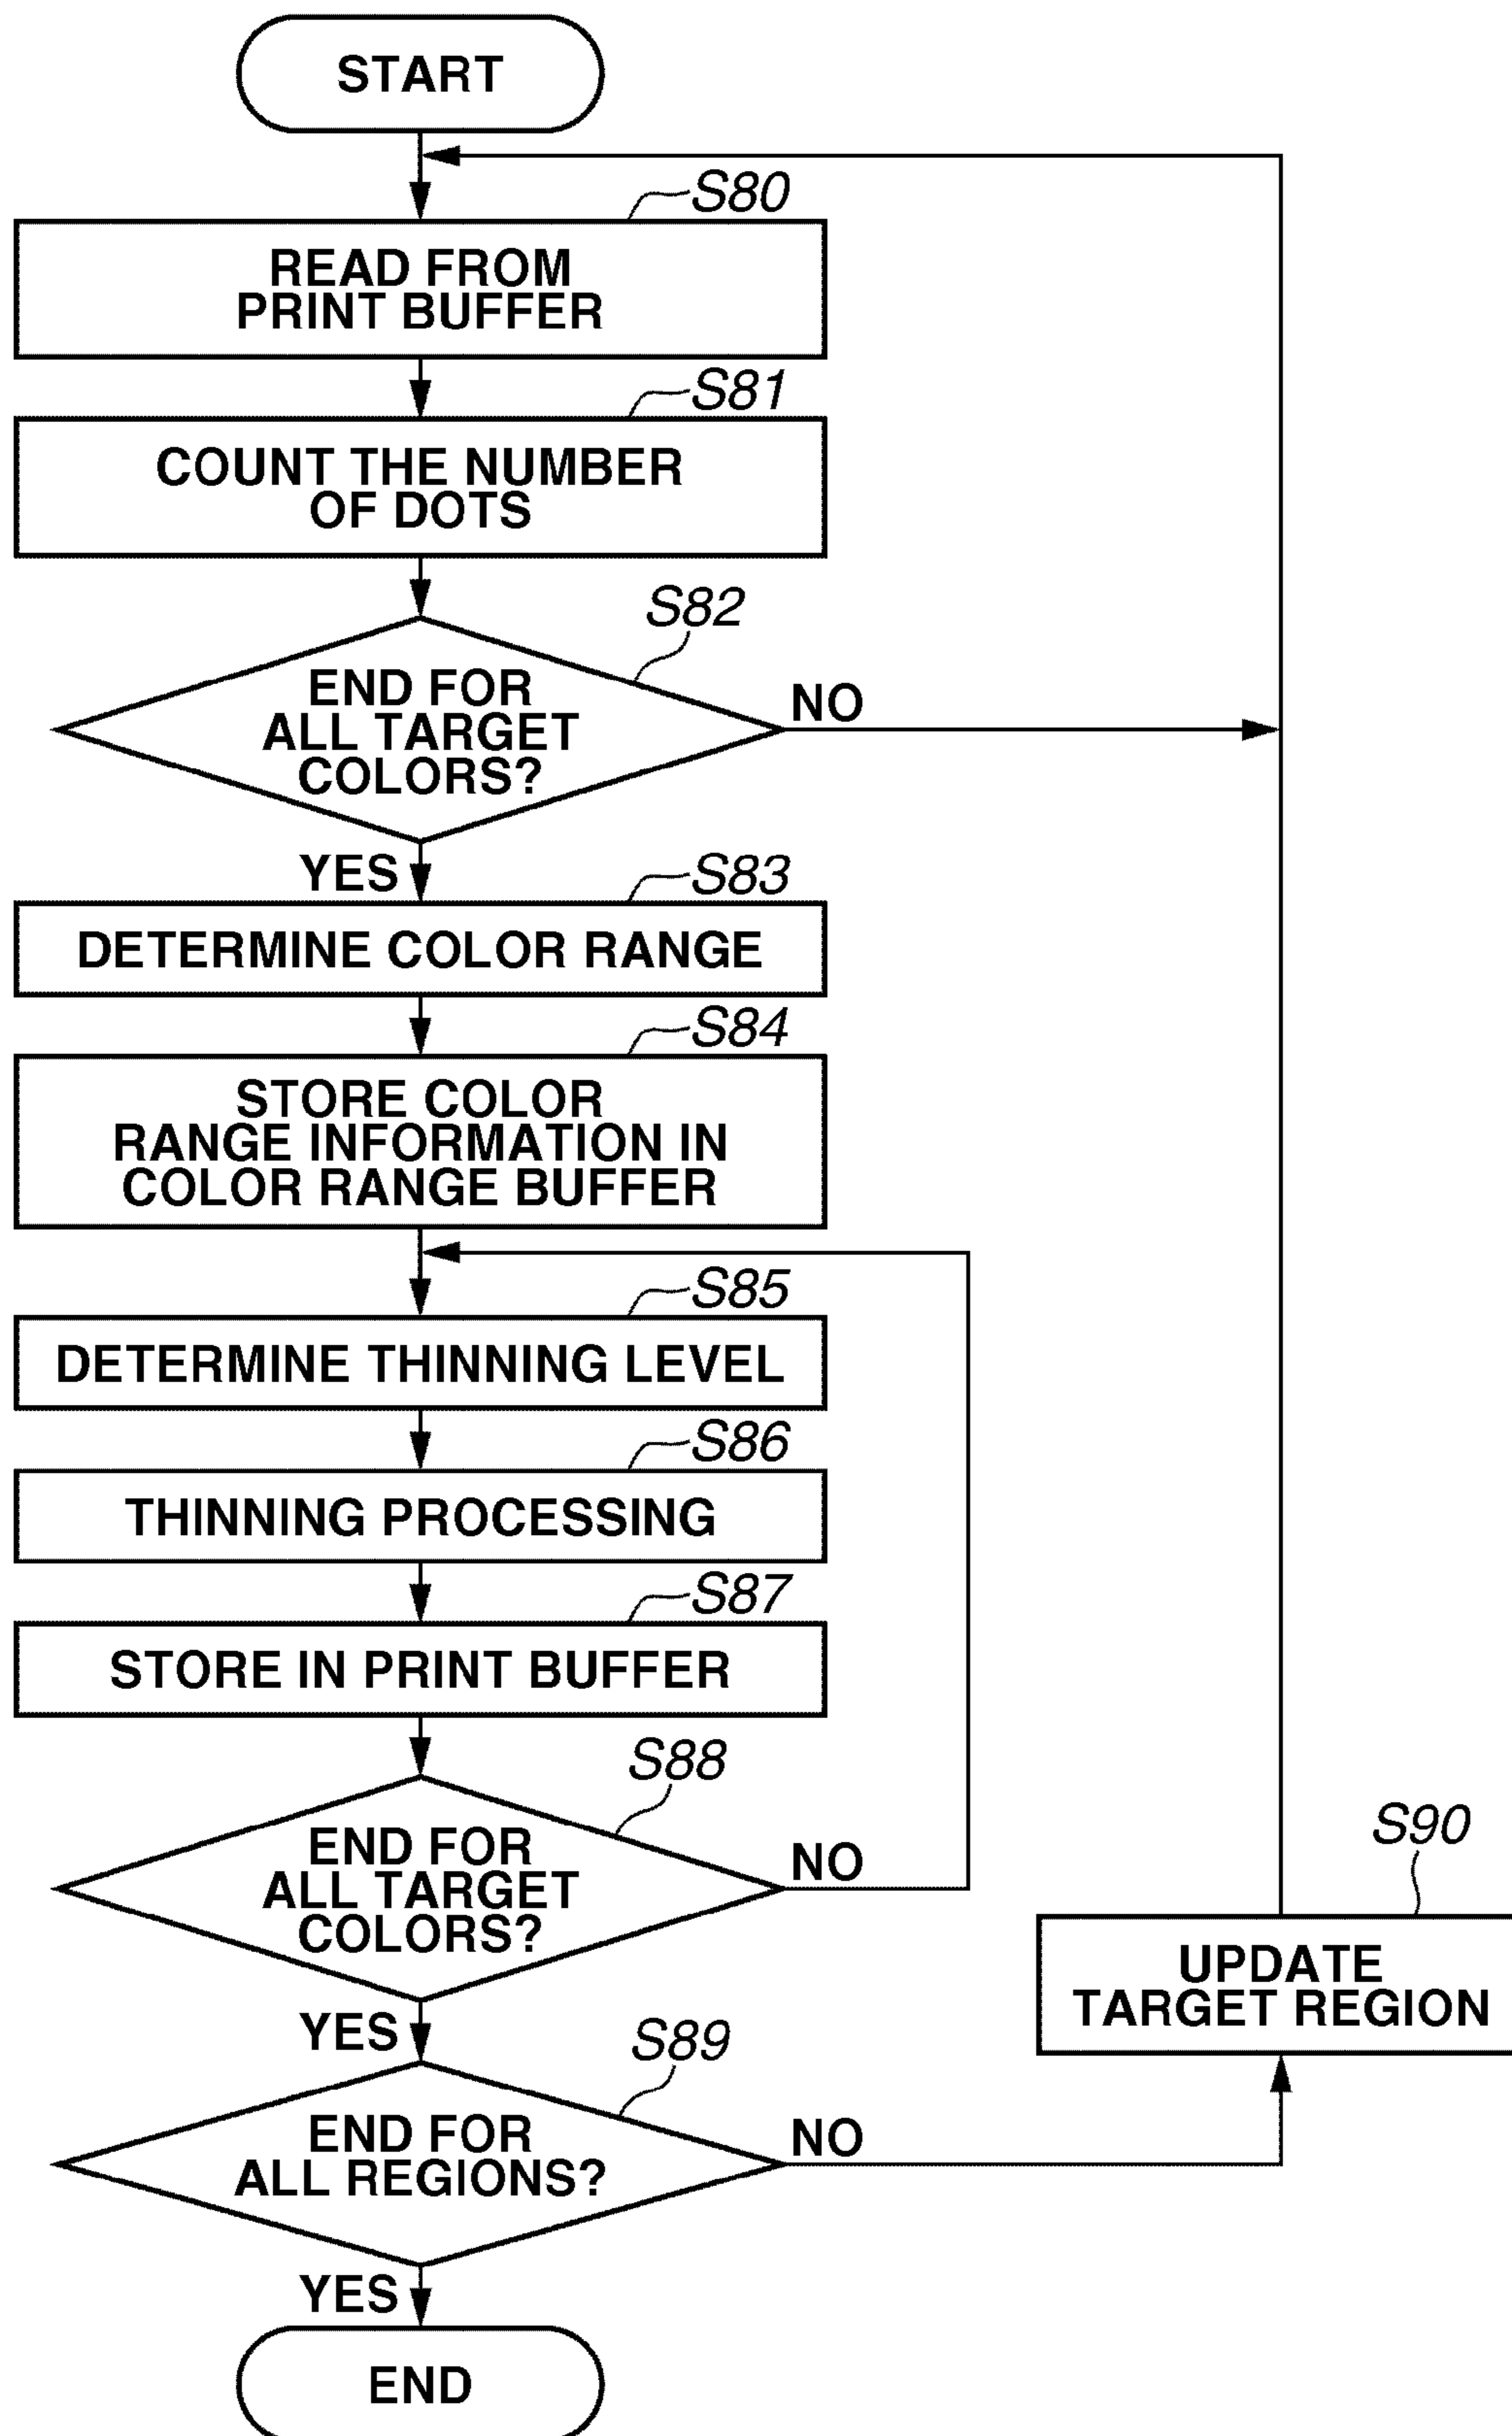 START
S80
READ FROM
PRINT BUFFER
S81
COUNT THE NUMBER
OF DOTS
S82
END FOR
ALL TARGET
COLORS?
NO
YES
S83
DETERMINE COLOR RANGE
S84
STORE COLOR
RANGE INFORMATION IN
COLOR RANGE BUFFER
S85
DETERMINE THINNING LEVEL
S86
THINNING PROCESSING
S87
STORE IN PRINT BUFFER
S88
END FOR
ALL TARGET
COLORS?
NO
S90
UPDATE
TARGET REGION
YES
S89
END FOR
ALL REGIONS?
NO
YES
END